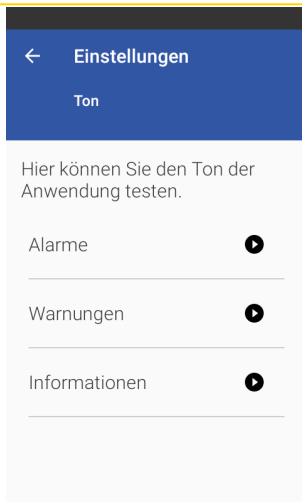 Einstellungen
Ton
Hier können Sie den Ton der
Anwendung testen.
Alarme
Warnungen
Informationen